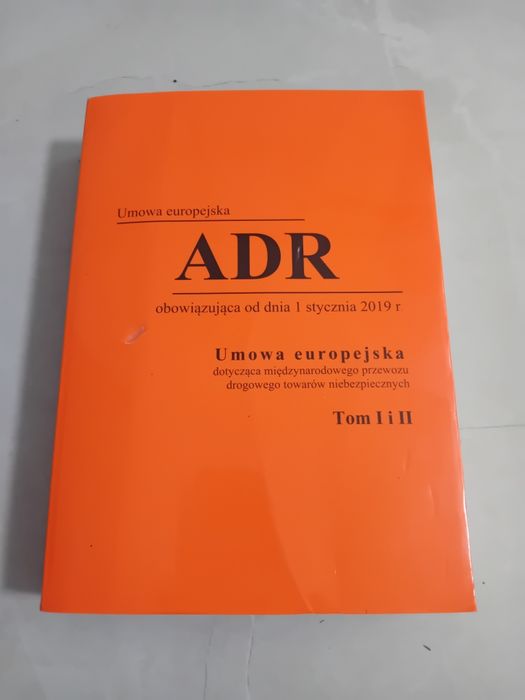 Umowa europejska
ADR
obowiązująca od dnia 1 stycznia 2019 r
Umowa europejska
dotycząca międzynarodowego przewozu
drogowego towarów niebezpiecznych
Tom I i II